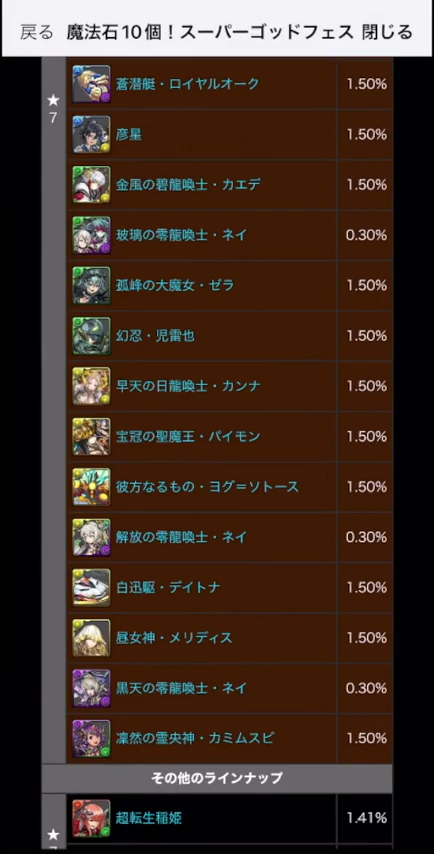 戻る 魔法石10個！スーパーゴッドフェス 閉じる
★
7
蒼潜艇・ロイヤルオーク 1.50%
彦星 1.50%
金風の碧龍喚士・カエデ 1.50%
玻璃の零龍喚士・ネイ 0.30%
孤峰の大魔女・ゼラ 1.50%
幻忍・児雷也 1.50%
早天の日龍喚士・カンナ 1.50%
宝冠の聖魔王・パイモン 1.50%
彼方なるもの・ヨグ＝ソトース 1.50%
解放の零龍喚士・ネイ 0.30%
白迅駆・デイトナ 1.50%
昼女神・メリディス 1.50%
黒天の零龍喚士・ネイ 0.30%
凛然の霊央神・カミムスビ 1.50%
その他のラインナップ
★
超転生稲姫 1.41%